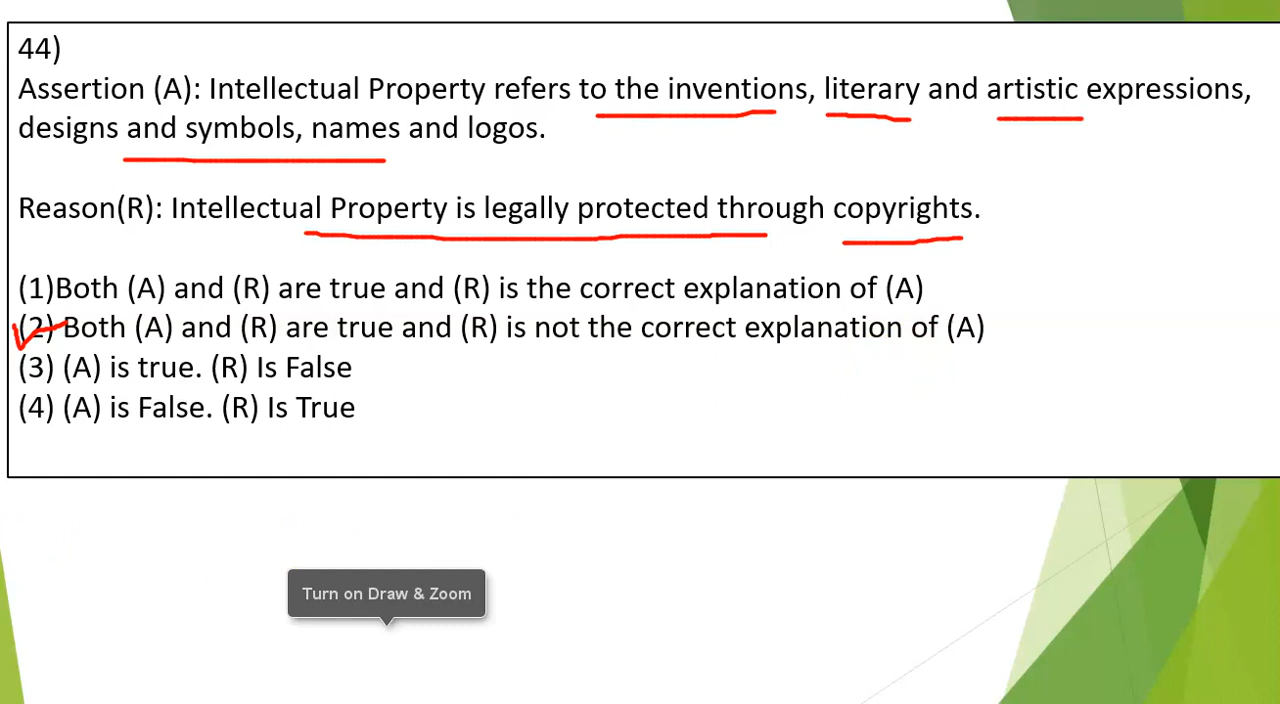 44)
Assertion (A): Intellectual Property refers to the inventions, literary and artistic expressions,
designs and symbols, names and logos.
Reason(R): Intellectual Property is legally protected through copyrights.
(1)Both (A) and (R) are true and (R) is the correct explanation of (A)
(2) Both (A) and (R) are true and (R) is not the correct explanation of (A)
(3) (A) is true. (R) Is False
(4) (A) is False. (R) Is True
Turn on Draw & Zoom